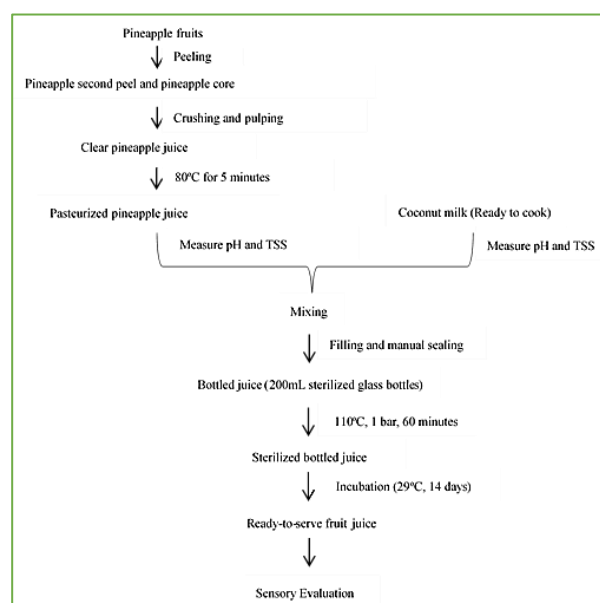 Pineapple fruits
Peeling
Pineapple second peel and pineapple core
Crushing and pulping
Clear pineapple juice
80ºC for 5 minutes
Pasteurized pineapple juice
Coconut milk (Ready to cook)
Measure pH and TSS
Measure pH and TSS
Mixing
Filling and manual sealing
Bottled juice (200mL sterilized glass bottles)
110ºC, 1 bar, 60 minutes
Sterilized bottled juice
Incubation (29ºC, 14 days)
Ready-to-serve fruit juice
Sensory Evaluation